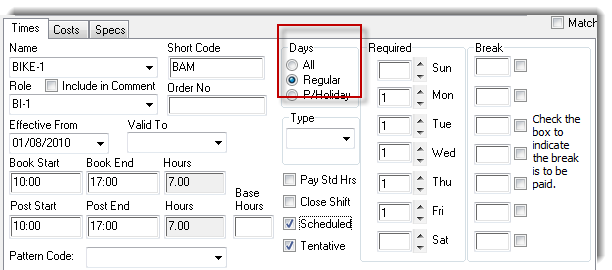 Times Costs Specs Match
Name Short Code
BIKE-1 BAM
Role Include in Comment Order No
BI-1
Effective From Valid To
01/08/2010
Book Start Book End Hours
10:00 17:00 7.00
Post Start Post End Hours Base Hours
10:00 17:00 7.00
Pattern Code:
Days
All
Regular
P/Holiday
Type
Pay Std Hrs
Close Shift
Scheduled
Tentative
Required
Sun
1 Mon
1 Tue
1 Wed
1 Thu
1 Fri
Sat
Break
Check the
box to
indicate
the break
is to be
paid.